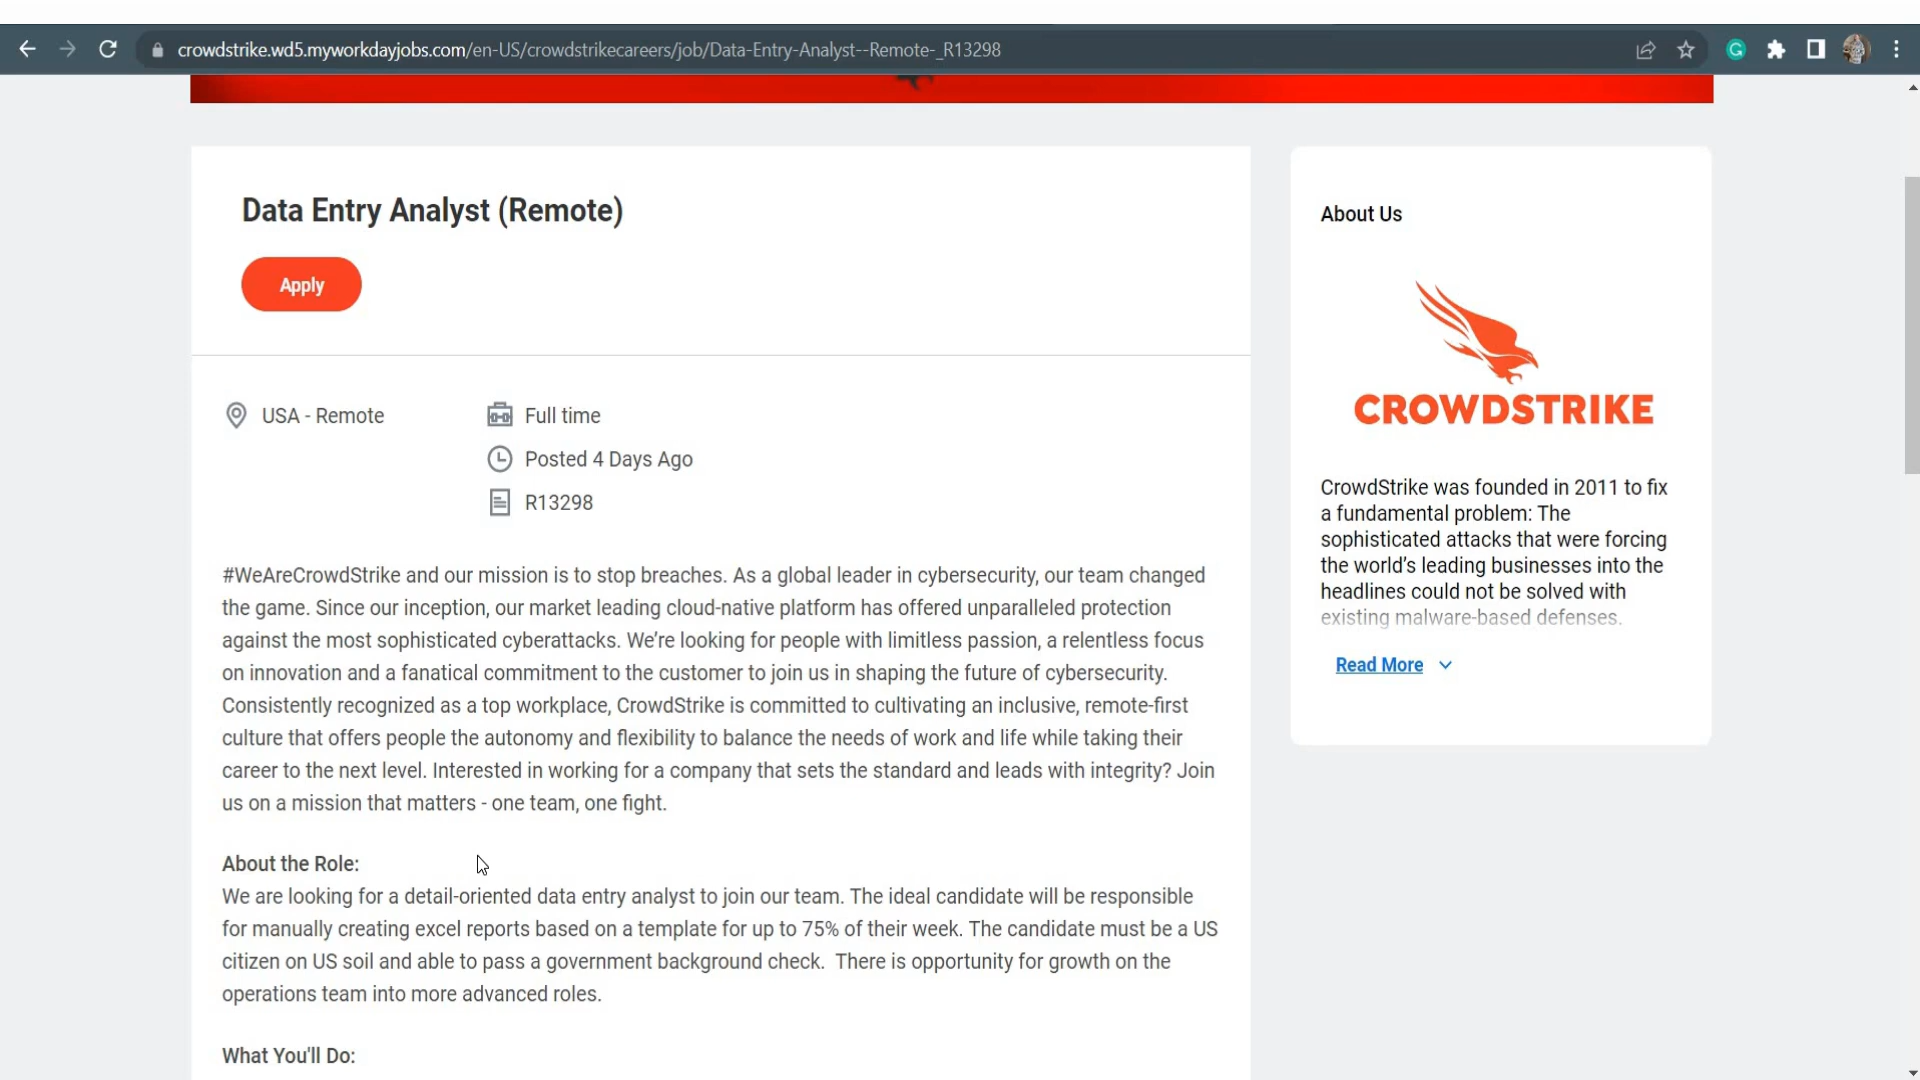 crowdstrike.wd5.myworkdayjobs.com/en-US/crowdstrikecareers/job/Data-Entry-Analyst--Remote-_R13298
Data Entry Analyst (Remote)
Apply
USA - Remote
Full time
Posted 4 Days Ago
R13298
#WeAreCrowdStrike and our mission is to stop breaches. As a global leader in cybersecurity, our team changed
the game. Since our inception, our market leading cloud-native platform has offered unparalleled protection
against the most sophisticated cyberattacks. We’re looking for people with limitless passion, a relentless focus
on innovation and a fanatical commitment to the customer to join us in shaping the future of cybersecurity.
Consistently recognized as a top workplace, CrowdStrike is committed to cultivating an inclusive, remote-first
culture that offers people the autonomy and flexibility to balance the needs of work and life while taking their
career to the next level. Interested in working for a company that sets the standard and leads with integrity? Join
us on a mission that matters - one team, one fight.
About the Role:
We are looking for a detail-oriented data entry analyst to join our team. The ideal candidate will be responsible
for manually creating excel reports based on a template for up to 75% of their week. The candidate must be a US
citizen on US soil and able to pass a government background check.  There is opportunity for growth on the
operations team into more advanced roles.
What You'll Do:
About Us
CROWDSTRIKE
CrowdStrike was founded in 2011 to fix
a fundamental problem: The
sophisticated attacks that were forcing
the world’s leading businesses into the
headlines could not be solved with
existing malware-based defenses.
Read More